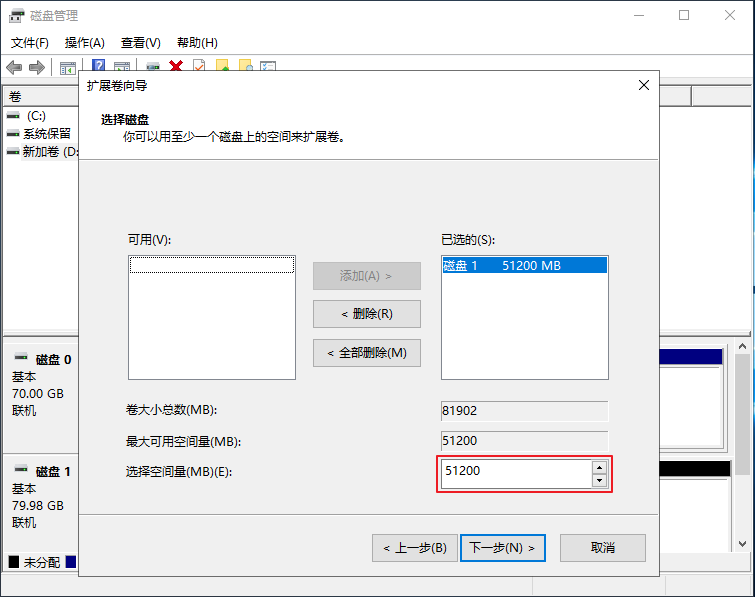 磁盘管理
文件(F) 操作(A) 查看(V) 帮助(H)
卷
(C:)
系统保留
新加卷 (D:
扩展卷向导
选择磁盘
你可以用至少一个磁盘上的空间来扩展卷。
可用(V):
已选的(S):
磁盘 1 51200 MB
添加(A) >
< 删除(R)
< 全部删除(M)
卷大小总数(MB): 81902
最大可用空间量(MB): 51200
选择空间量(MB)(E): 51200
< 上一步(B) 下一步(N) > 取消
磁盘 0
基本
70.00 GB
联机
磁盘 1
基本
79.98 GB
联机
未分配